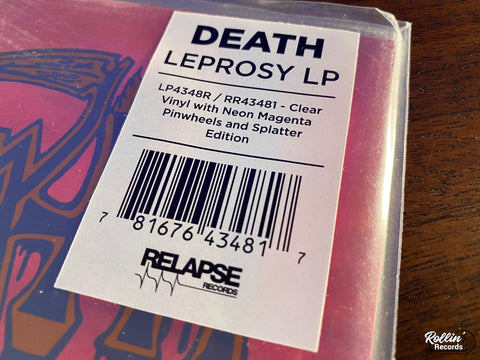 DEATH
LEPROSY LP
LP4348R / RR43481 - Clear
Vinyl with Neon Magenta
Pinwheels and Splatter
Edition
7 81676 43481 7
RELAPSE
RECORDS
Rollin'
Records